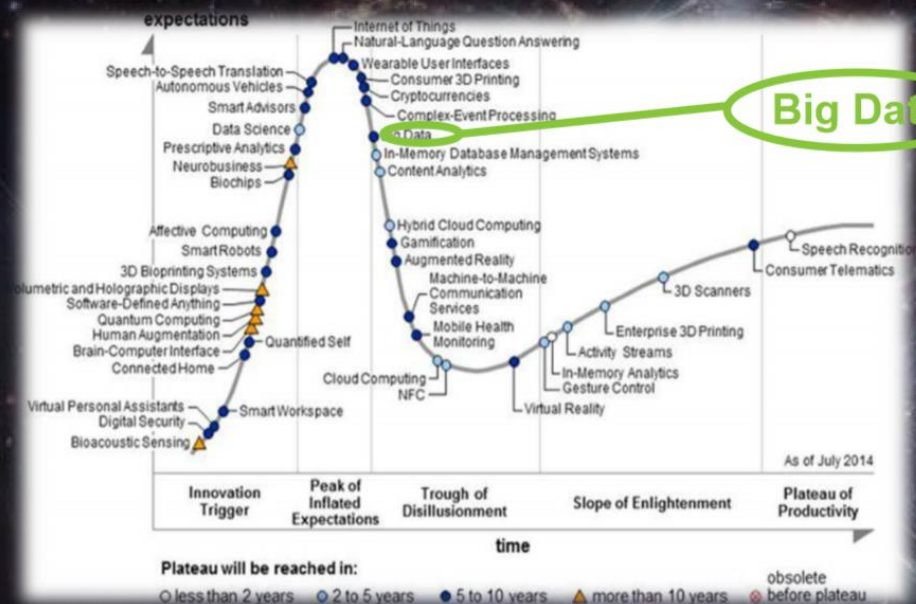 expectations
Internet of Things
Natural-Language Question Answering
Wearable User Interfaces
Speech-to-Speech Translation
Consumer 3D Printing
Autonomous Vehicles
Cryptocurrencies
Smart Advisors
Complex-Event Processing
Data Science
Data
Big Dat
Prescriptive Analytics
In-Memory Database Management Systems
Neurobusiness
Content Analytics
Biochips
Hybrid Cloud Computing
Affective Computing
Gamification
Smart Robots
Augmented Reality
3D Bioprinting Systems
Machine-to-Machine
Communication
Services
olumetric and Holographic Displays
Software-Defined Anything
Quantum Computing
Human Augmentation
Mobile Health
Monitoring
Brain-Computer Interface
Quantified Self
Connected Home
Speech Recognitio
Consumer Telematics
3D Scanners
Enterprise 3D Printing
Activity Streams
In-Memory Analytics
Gesture Control
Cloud Computing
NFC
Virtual Reality
Virtual Personal Assistants
Smart Workspace
Digital Security
Bioacoustic Sensing
As of July 2014
Innovation
Trigger
Peak of
Inflated
Expectations
Trough of
Disillusionment
Slope of Enlightenment
Plateau of
Productivity
time
Plateau will be reached in:
less than 2 years
2 to 5 years
5 to 10 years
more than 10 years
obsolete
before plateau